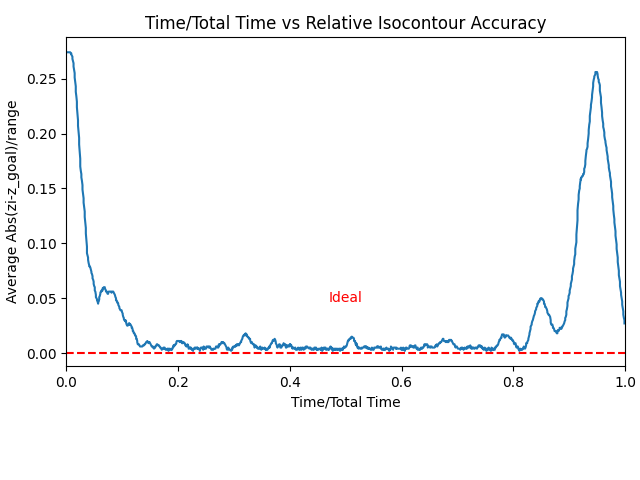 Time/Total Time vs Relative Isocontour Accuracy
Average Abs(zi-z_goal)/range
0.25
0.20
0.15
0.10
0.05
0.00
Ideal
0.0 0.2 0.4 0.6 0.8 1.0
Time/Total Time